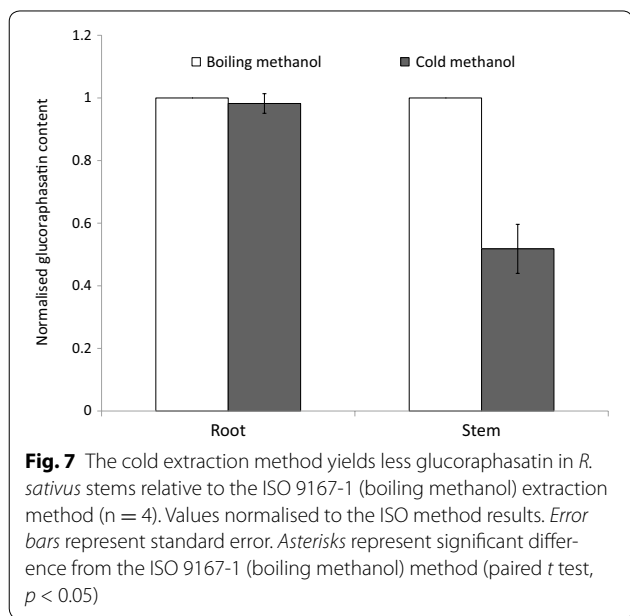 1.2
Boiling methanol Cold methanol
1
0.8
0.6
0.4
0.2
0
Normalised glucoraphasatin content
Root Stem
Fig. 7 The cold extraction method yields less glucoraphasatin in R.
sativus stems relative to the ISO 9167-1 (boiling methanol) extraction
method (n = 4). Values normalised to the ISO method results. Error
bars represent standard error. Asterisks represent significant differ-
ence from the ISO 9167-1 (boiling methanol) method (paired t test,
p < 0.05)